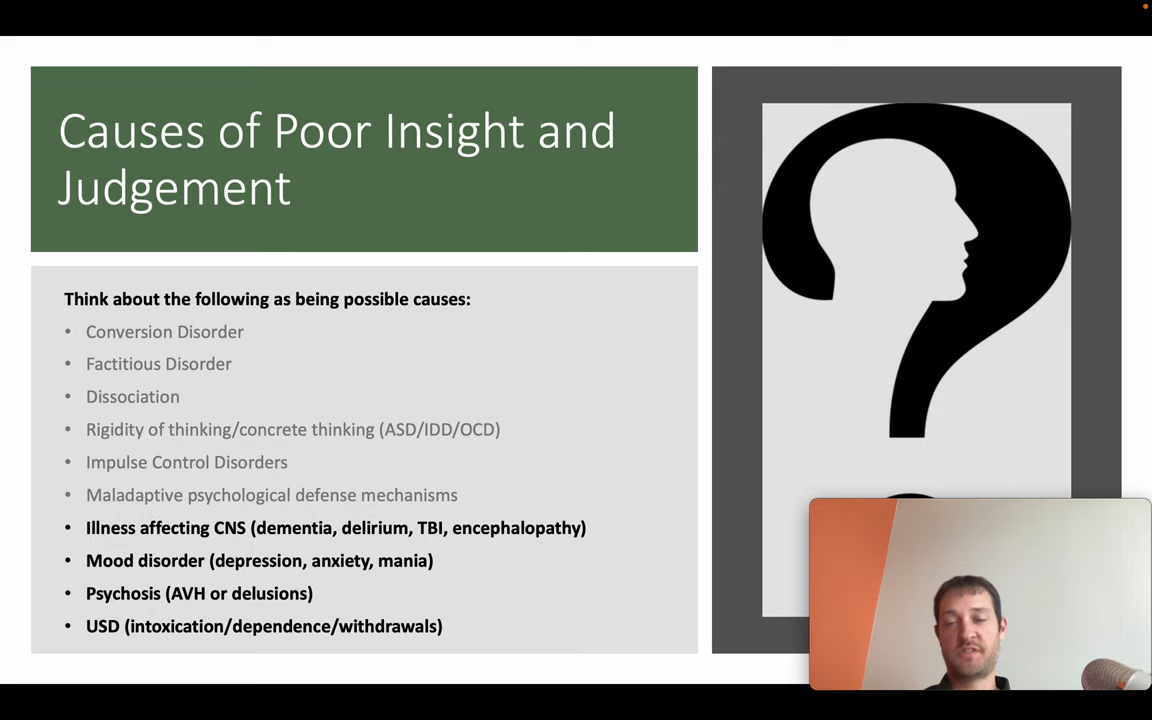 Causes of Poor Insight and
Judgement
Think about the following as being possible causes:
• Conversion Disorder
• Factitious Disorder
• Dissociation
• Rigidity of thinking/concrete thinking (ASD/IDD/OCD)
• Impulse Control Disorders
• Maladaptive psychological defense mechanisms
• Illness affecting CNS (dementia, delirium, TBI, encephalopathy)
• Mood disorder (depression, anxiety, mania)
• Psychosis (AVH or delusions)
• USD (intoxication/dependence/withdrawals)